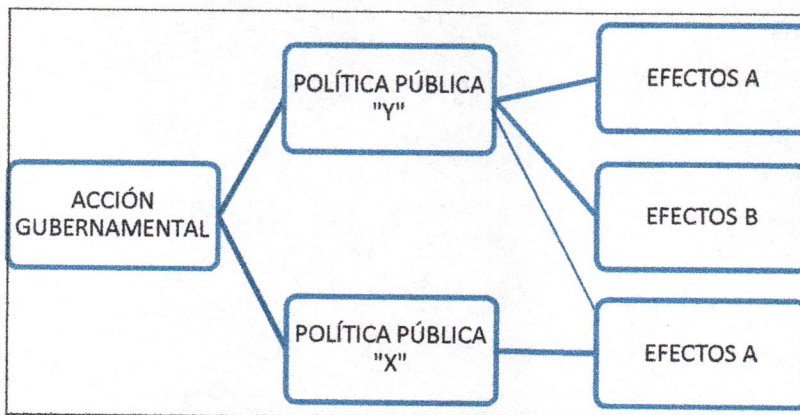 ACCIÓN
GUBERNAMENTAL
POLÍTICA PÚBLICA
"Y"
POLÍTICA PÚBLICA
"X"
EFECTOS A
EFECTOS B
EFECTOS A